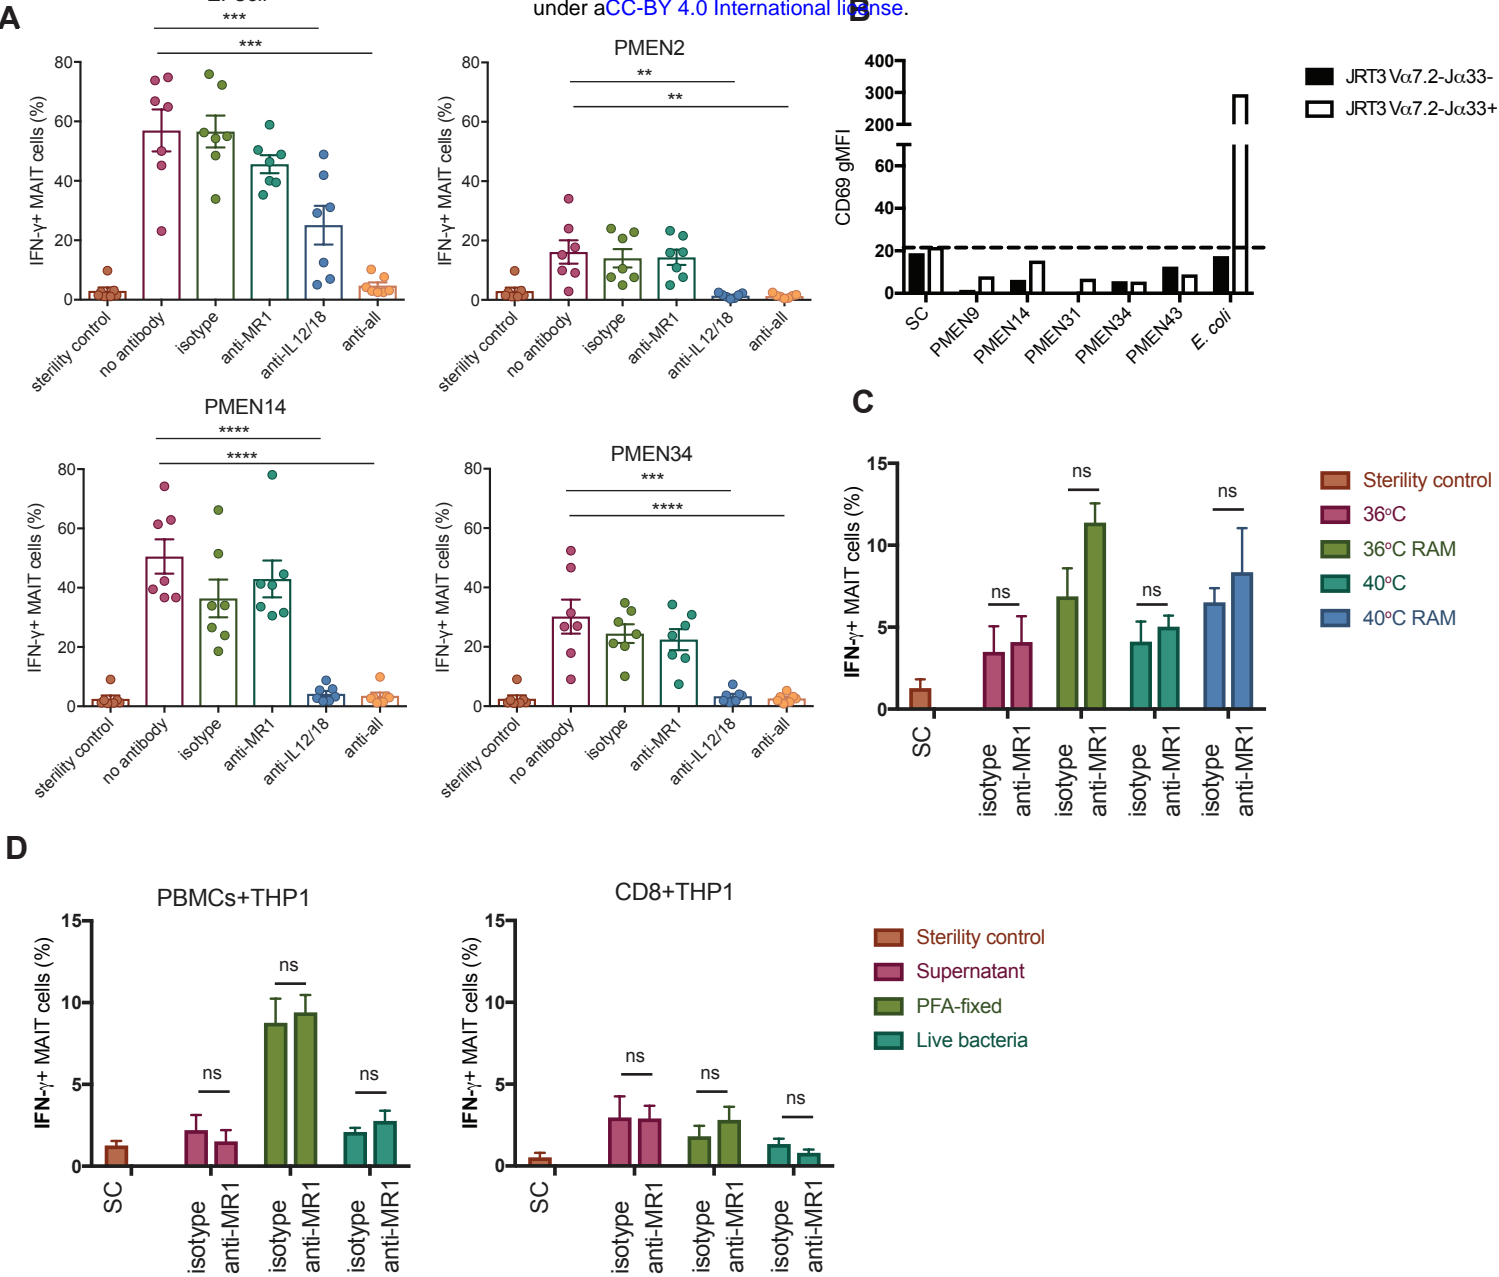 under aCC-BY 4.0 International license.
A
***
***
80
60
40
20
0
IFN-γ+ MAIT cells (%)
sterility control
no antibody
isotype
anti-MR1
anti-IL12/18
anti-all
PMEN2
**
**
80
60
40
20
0
IFN-γ+ MAIT cells (%)
sterility control
no antibody
isotype
anti-MR1
anti-IL12/18
anti-all
PMEN14
****
****
80
60
40
20
0
IFN-γ+ MAIT cells (%)
sterility control
no antibody
isotype
anti-MR1
anti-IL12/18
anti-all
PMEN34
***
****
80
60
40
20
0
IFN-γ+ MAIT cells (%)
sterility control
no antibody
isotype
anti-MR1
anti-IL12/18
anti-all
B
400
300
200
60
40
20
0
CD69 gMFI
SC
PMEN9
PMEN14
PMEN31
PMEN34
PMEN43
E. coli
JRT3 Vα7.2-Jα33-
JRT3 Vα7.2-Jα33+
C
15
10
5
0
IFN-γ+ MAIT cells (%)
ns
ns
ns
ns
SC
isotype
anti-MR1
isotype
anti-MR1
isotype
anti-MR1
isotype
anti-MR1
Sterility control
36°C
36°C RAM
40°C
40°C RAM
D
PBMCs+THP1
15
10
5
0
IFN-γ+ MAIT cells (%)
ns
ns
ns
SC
isotype
anti-MR1
isotype
anti-MR1
isotype
anti-MR1
CD8+THP1
15
10
5
0
IFN-γ+ MAIT cells (%)
ns
ns
ns
SC
isotype
anti-MR1
isotype
anti-MR1
isotype
anti-MR1
Sterility control
Supernatant
PFA-fixed
Live bacteria